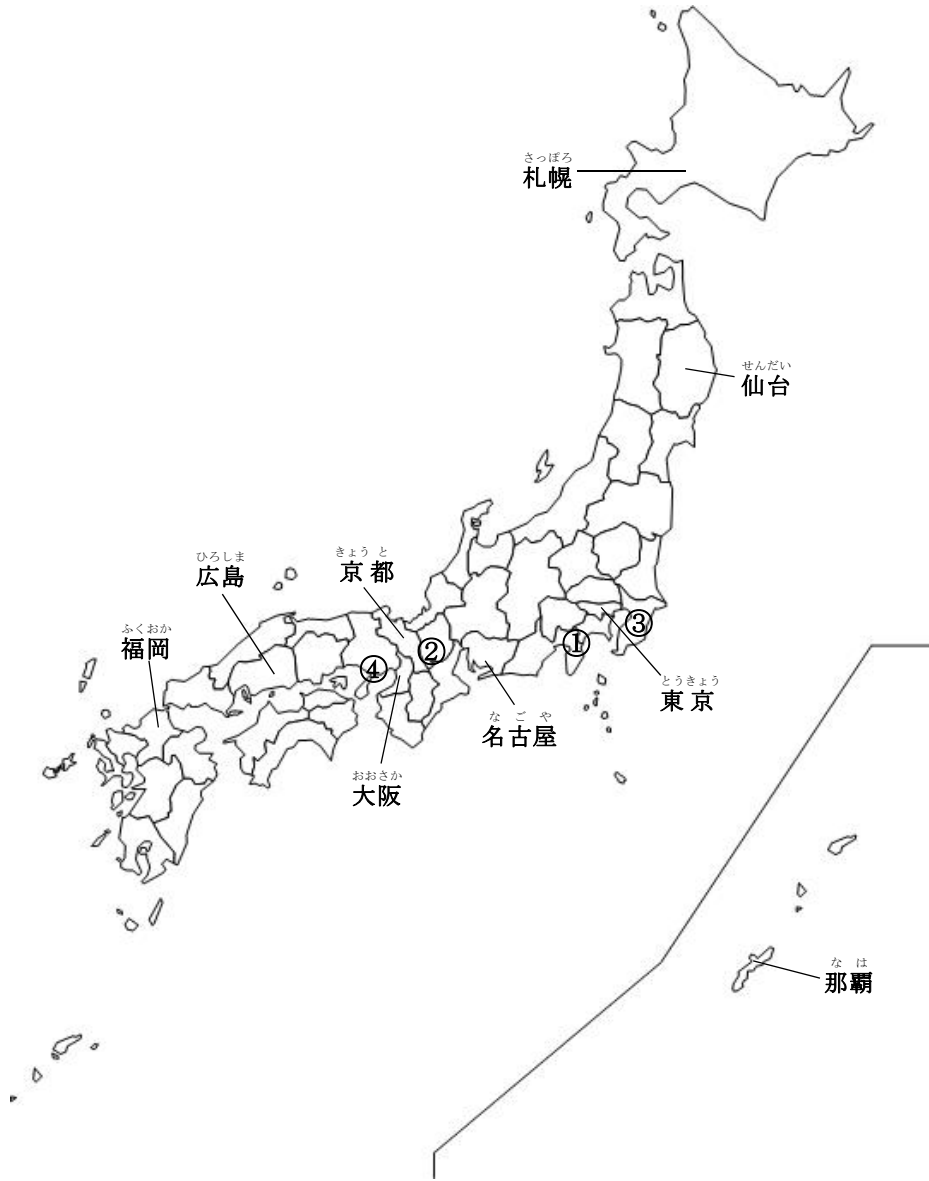 さっぽろ
札幌
せんだい
仙台
きょう と
京都
ひろしま
広島
ふくおか
福岡
③
①
②
④
とうきょう
東京
な ご や
名古屋
おおさか
大阪
な は
那覇